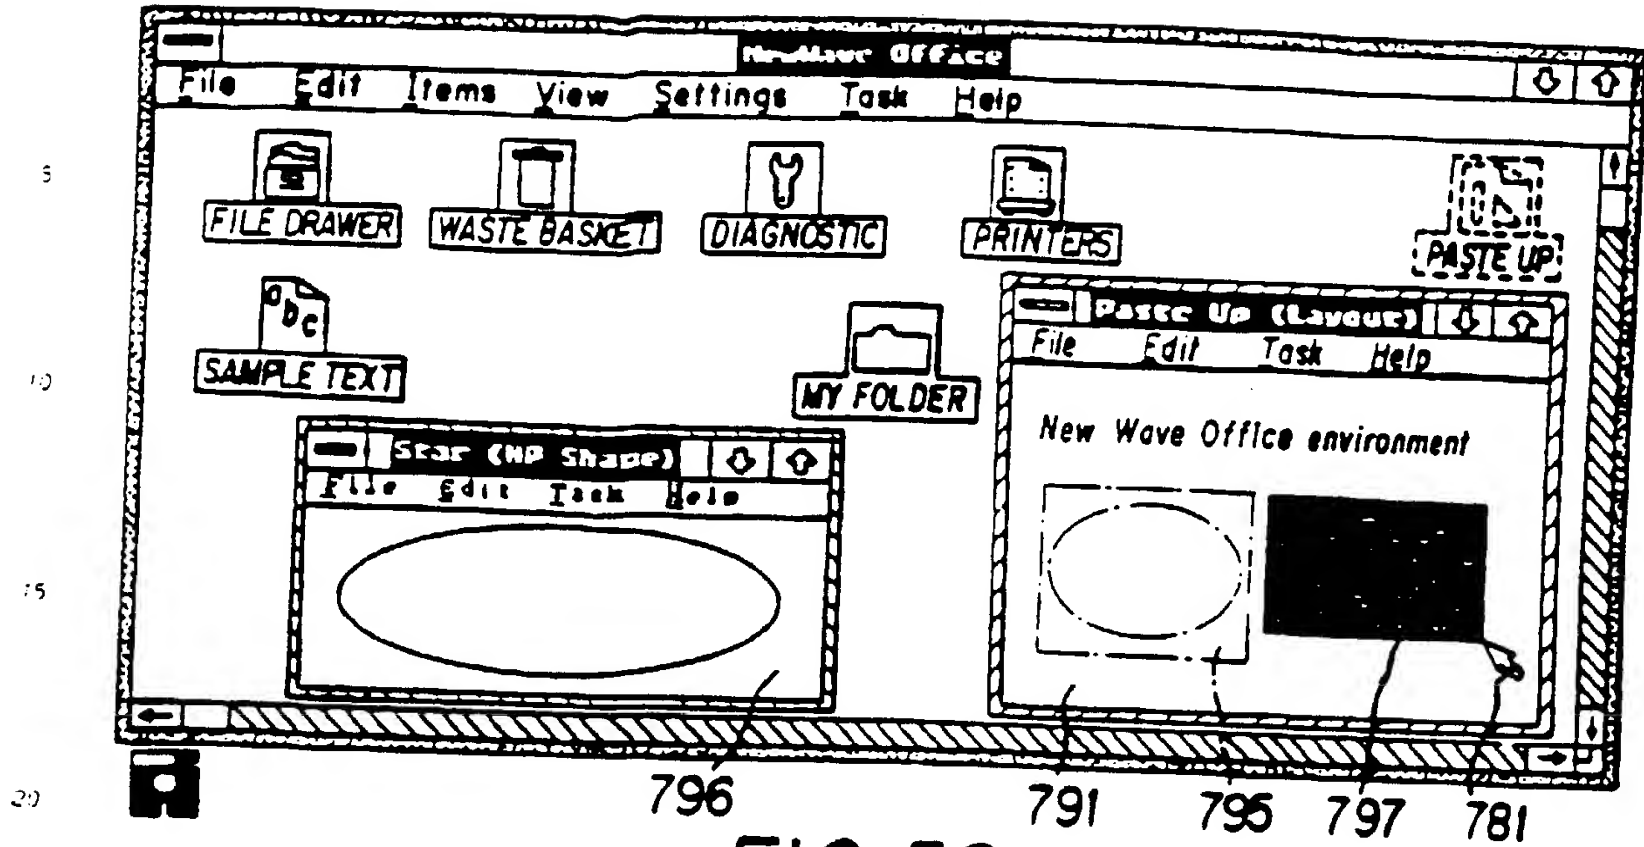 NewWave Office
File Edit Items View Settings Task Help
5
FILE DRAWER WASTE BASKET DIAGNOSTIC PRINTERS PASTE UP
abc
SAMPLE TEXT MY FOLDER
Paste Up (Layout)
File Edit Task Help
10
New Wave Office environment
Star (HP Shape)
File Edit Task Help
15
20
796 791 795 797 781